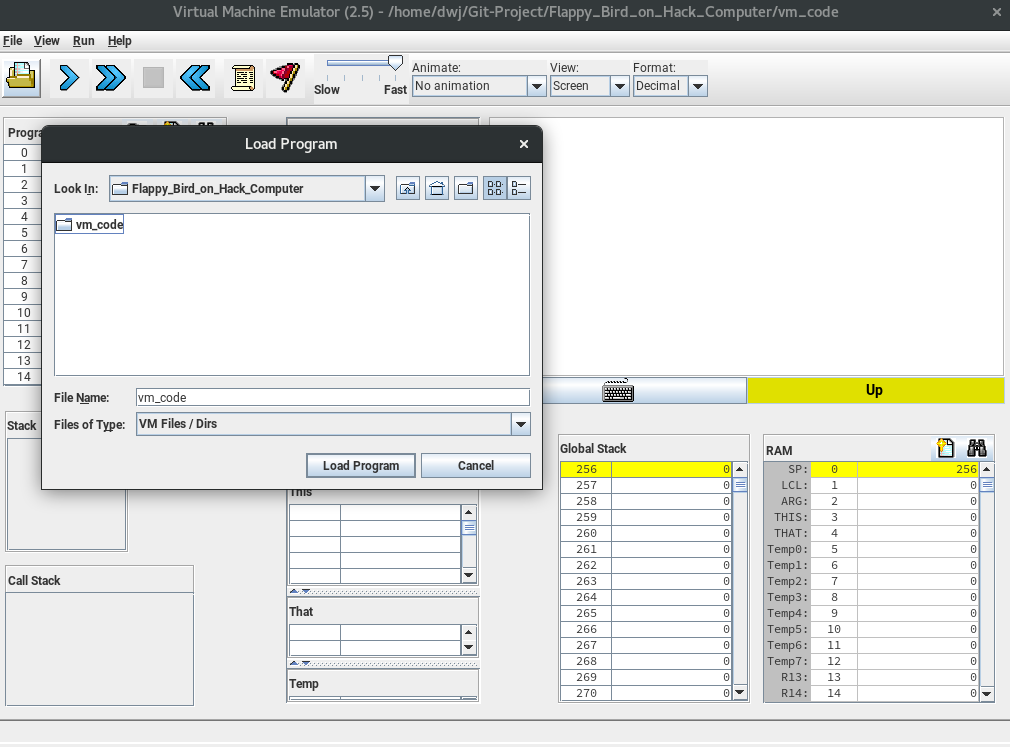 Virtual Machine Emulator (2.5) - /home/dwj/Git-Project/Flappy_Bird_on_Hack_Computer/vm_code
File View Run Help
Slow Fast
Animate: View: Format:
No animation Screen Decimal
Load Program
Look In: Flappy_Bird_on_Hack_Computer
vm_code
File Name: vm_code
Files of Type: VM Files / Dirs
Load Program Cancel
0
1
2
3
4
5
6
7
8
9
10
11
12
13
14
Up
Stack
Call Stack
This
That
Temp
Global Stack
256 0
257 0
258 0
259 0
260 0
261 0
262 0
263 0
264 0
265 0
266 0
267 0
268 0
269 0
270 0
RAM
SP: 0 256
LCL: 1 0
ARG: 2 0
THIS: 3 0
THAT: 4 0
Temp0: 5 0
Temp1: 6 0
Temp2: 7 0
Temp3: 8 0
Temp4: 9 0
Temp5: 10 0
Temp6: 11 0
Temp7: 12 0
R13: 13 0
R14: 14 0